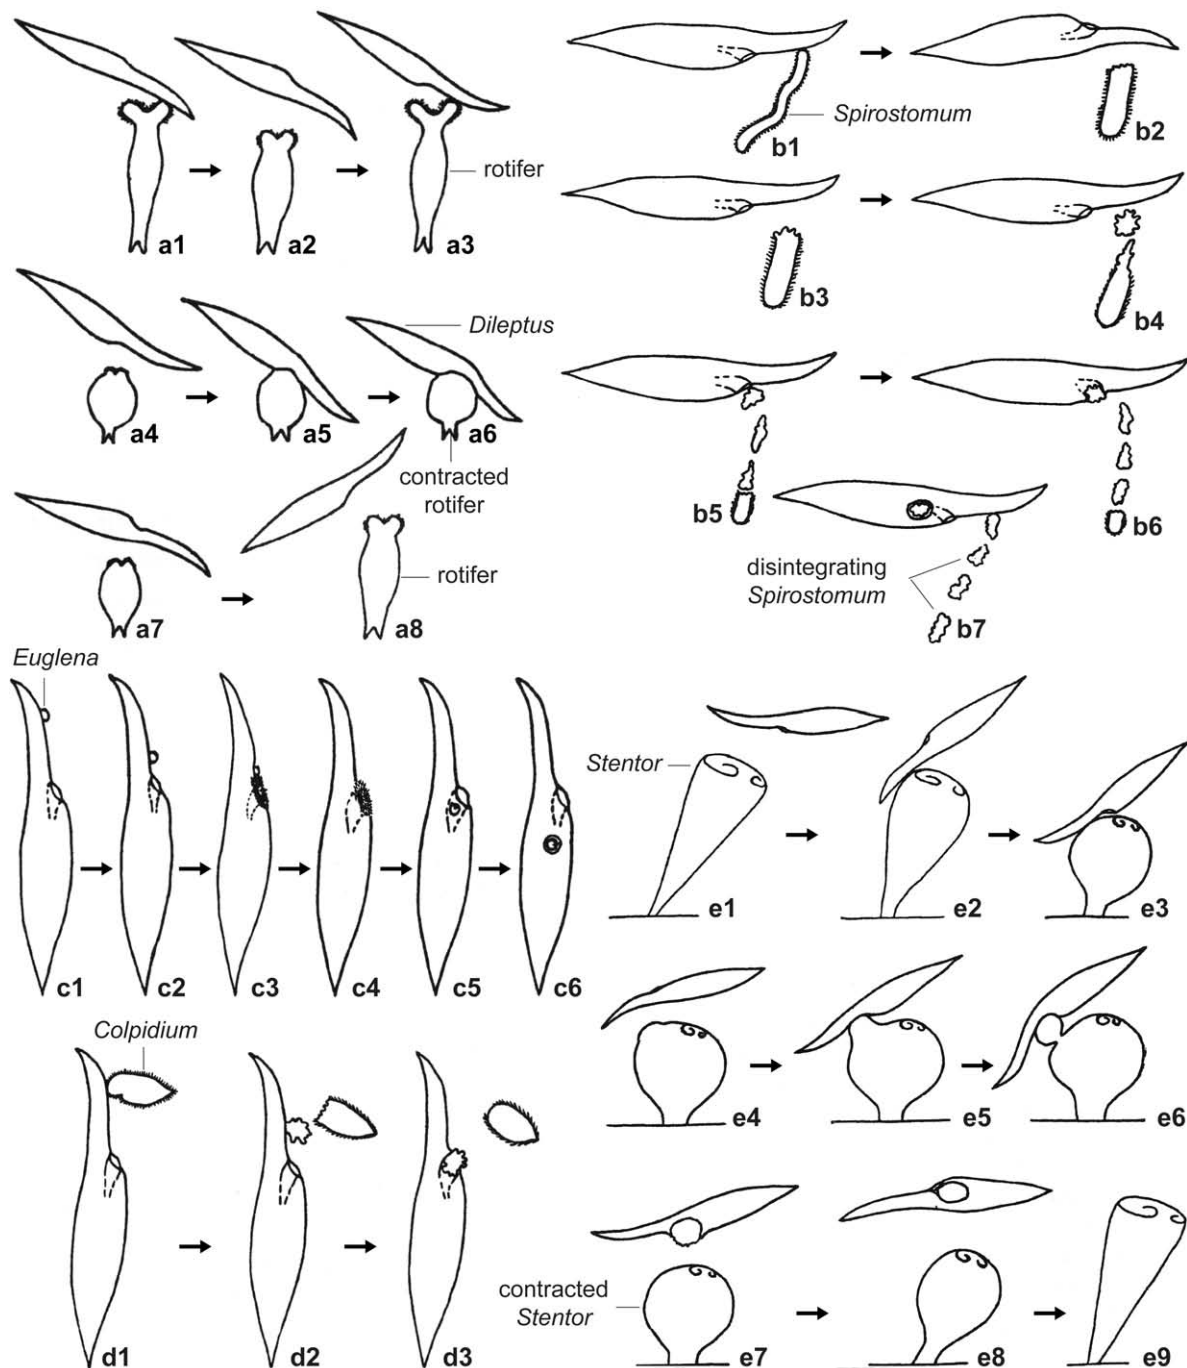 a1
a2
a3
rotifer
Spirostomum
b1
b2
b3
b4
Dileptus
a4
a5
a6
contracted
rotifer
a7
a8
rotifer
b5
b6
disintegrating
Spirostomum
b7
Euglena
c1
c2
c3
c4
c5
c6
Stentor
e1
e2
e3
Colpidium
d1
d2
d3
e4
e5
e6
contracted
Stentor
e7
e8
e9